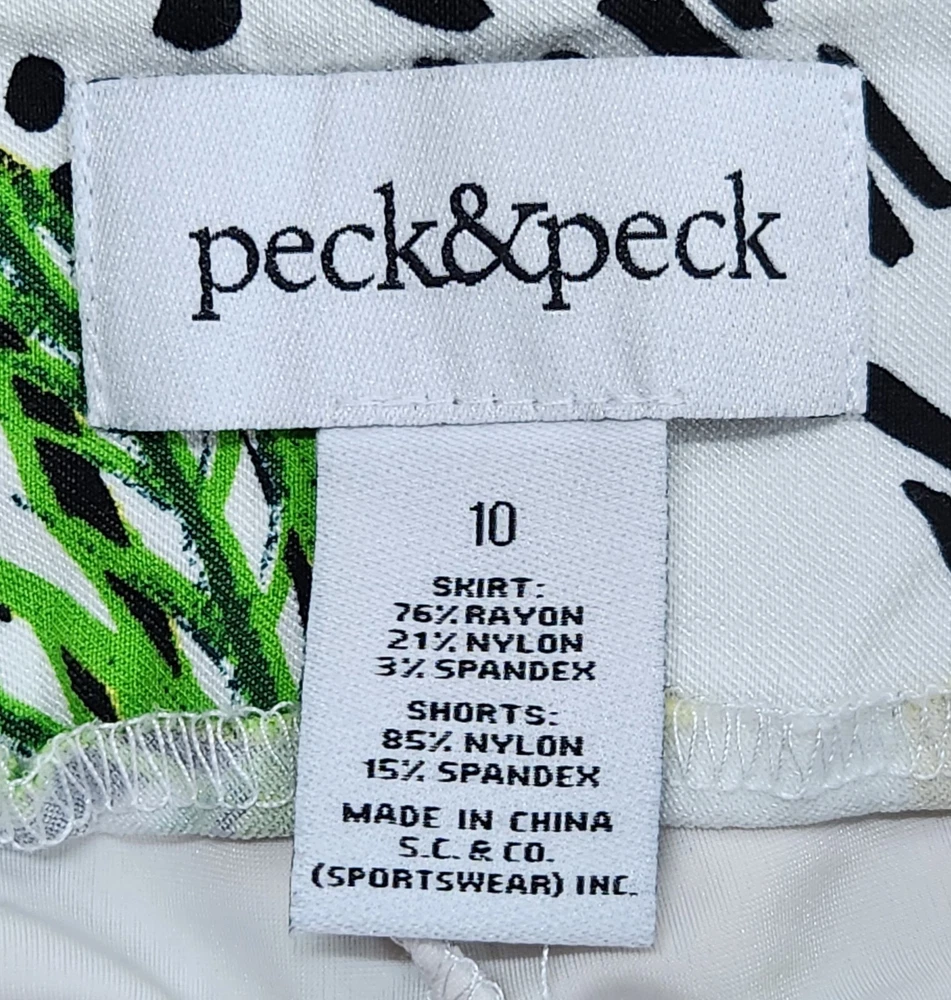 peck&peck
10
SKIRT:
76% RAYON
21% NYLON
3% SPANDEX
SHORTS:
85% NYLON
15% SPANDEX
MADE IN CHINA
S.C. & CO.
(SPORTSWEAR) INC.